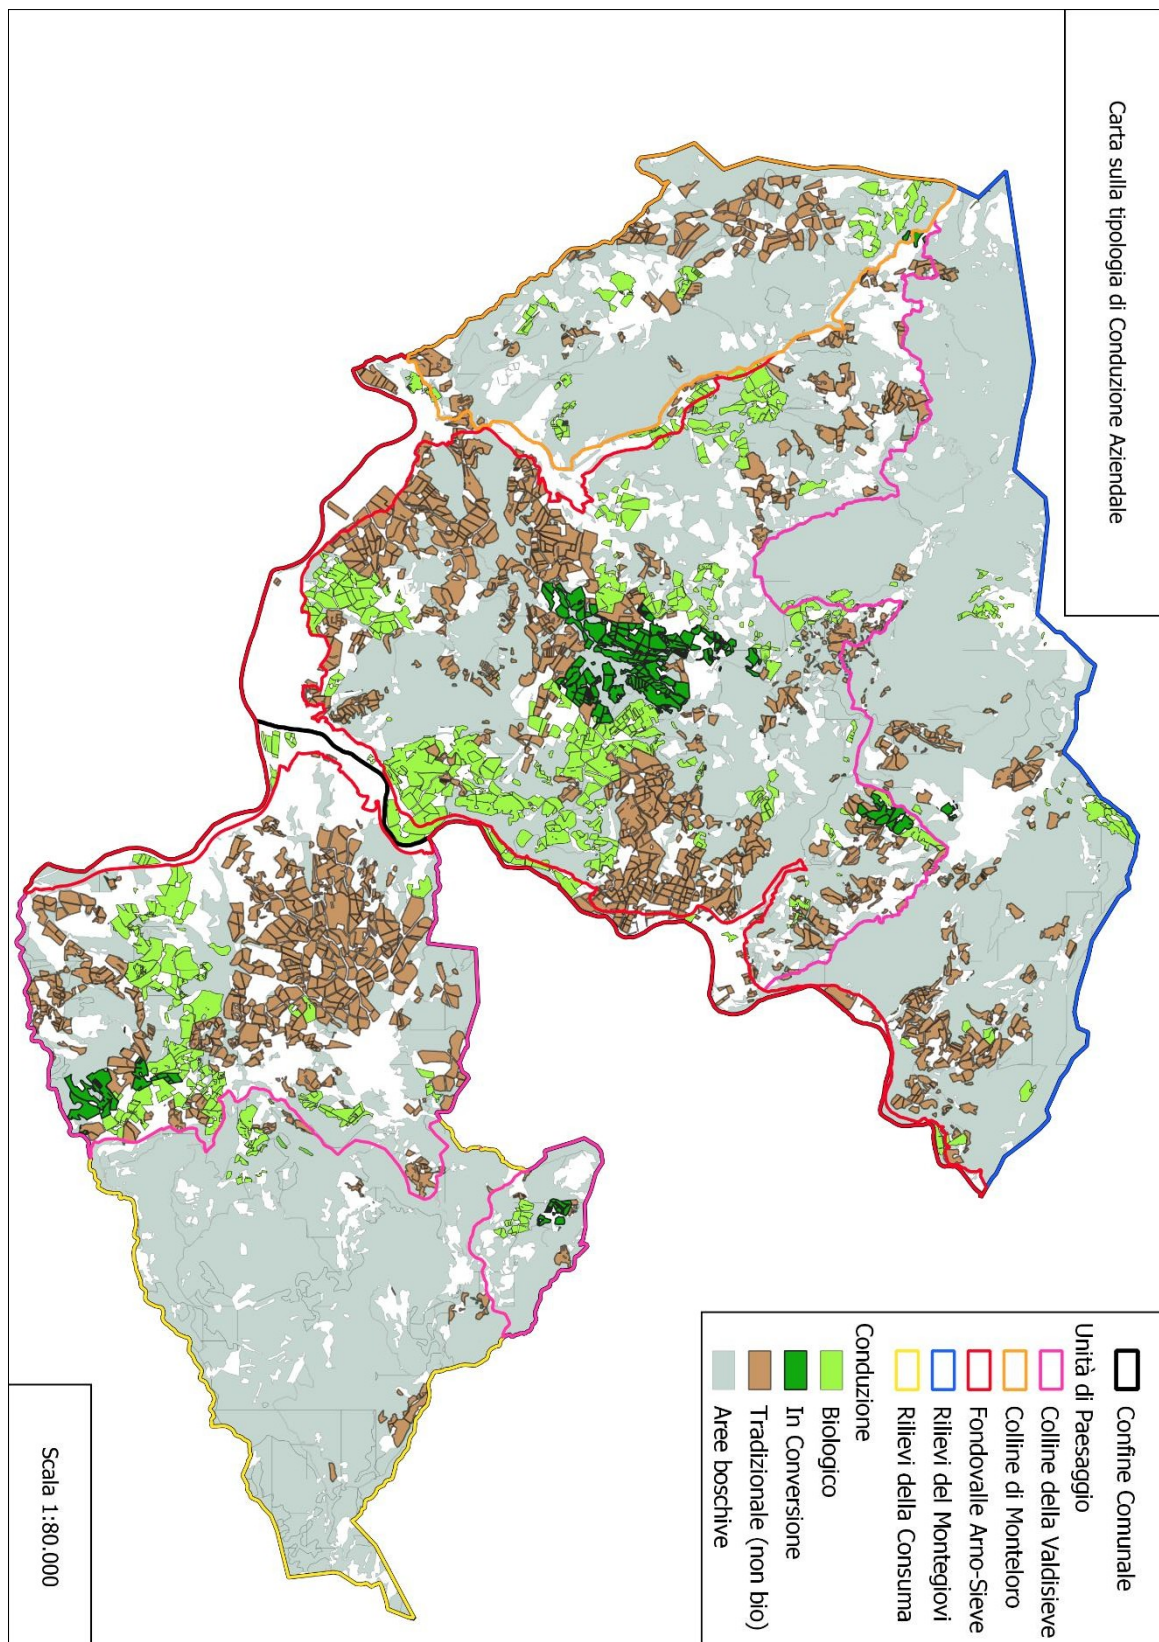 Carta sulla tipologia di Conduzione Aziendale
Confine Comunale
Unità di Paesaggio
Colline della Valdisieve
Colline di Monteloro
Fondovalle Arno-Sieve
Rilievi del Montegiovi
Rilievi della Consuma
Conduzione
Biologico
In Conversione
Tradizionale (non bio)
Aree boschive
Scala 1:80.000